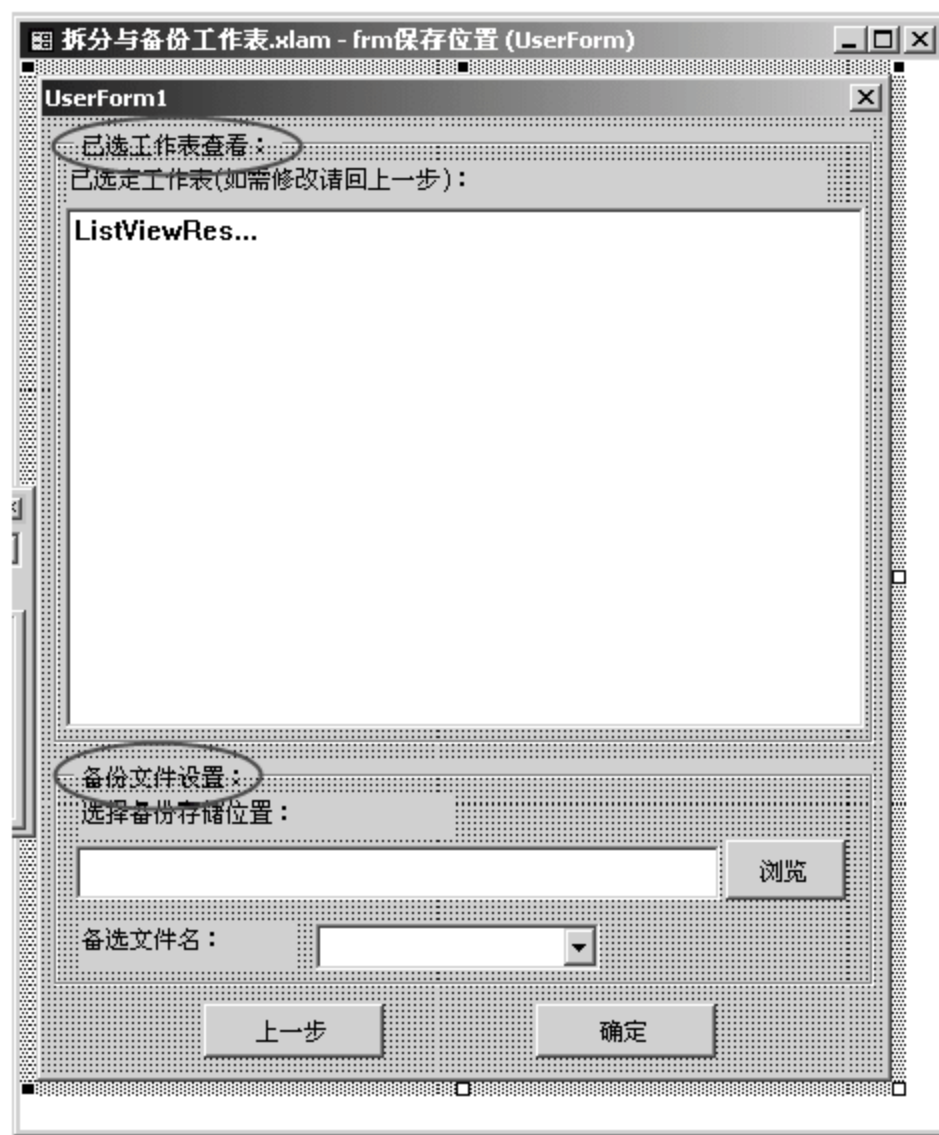 拆分与备份工作表.xlam - frm保存位置 (UserForm)
UserForm1
已选工作表查看：
已选定工作表(如需修改请回上一步)：
ListViewRes...
备份文件设置：
选择备份存储位置：
浏览
备选文件名：
上一步
确定